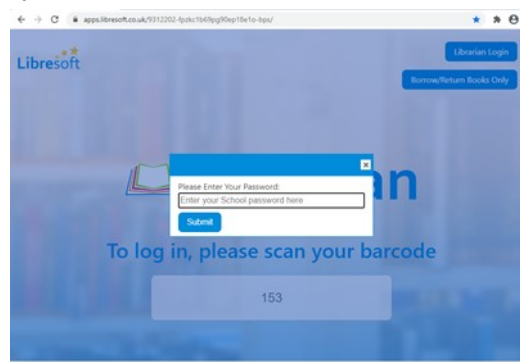 apps.libresoft.co.uk/9312202-fpzkc1b69pg90ep18e1o-bps/
Libresoft
Librarian Login
Borrow/Return Books Only
an
Please Enter Your Password:
Enter your School password here
Submit
To log in, please scan your barcode
153